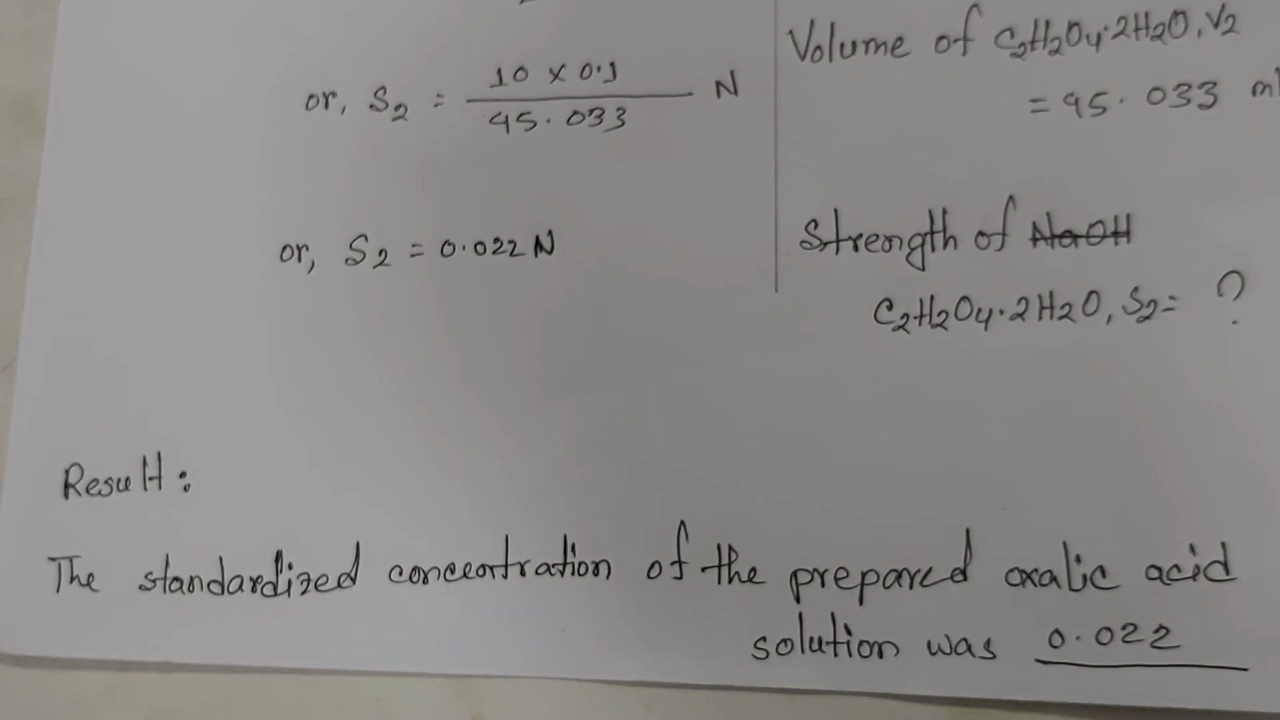 or, S2 = 10 × 0.1 / 45.033 N
or, S2 = 0.022 N
Volume of C2H2O4·2H2O, V2
= 45.033 ml
Strength of NaOH
C2H2O4·2H2O, S2 = ?
Result:
The standardized concentration of the prepared oxalic acid
solution was 0.022